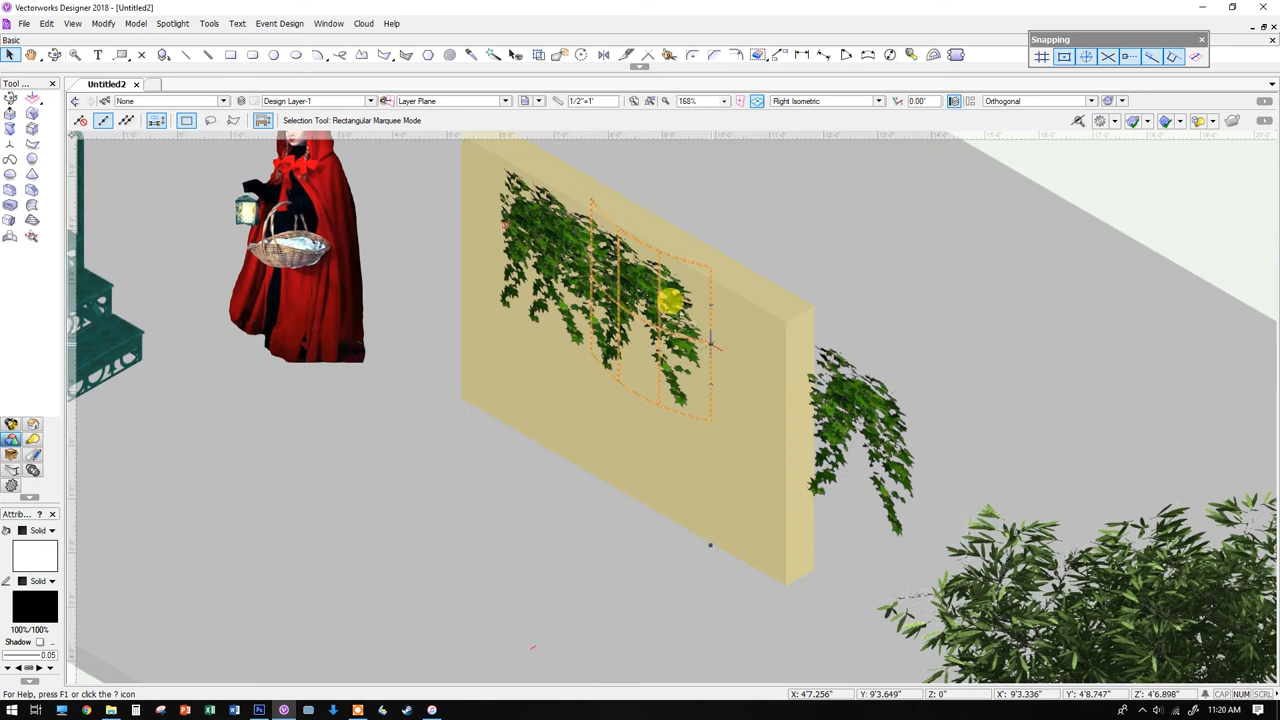 Vectorworks Designer 2018 - [Untitled2]
File Edit View Modify Model Spotlight Tools Text Event Design Window Cloud Help
Basic
Snapping
Tool ...
Untitled2
None
Design Layer-1
Layer Plane
1/2"=1'
168%
Right Isometric
0.00°
Orthogonal
Selection Tool: Rectangular Marquee Mode
Attrib...
Solid
Solid
100%/100%
Shadow
0.05
For Help, press F1 or click the ? icon
X: 4'7.256" Y: 9'3.649" Z: 0" X': 9'3.336" Y': 4'8.747" Z': 4'6.898" CAP NUM SCRL
11:20 AM